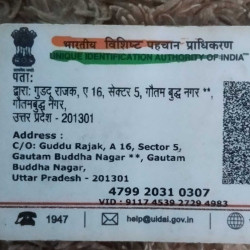 भारतीय विशिष्ट पहचान प्राधिकरण
UNIQUE IDENTIFICATION AUTHORITY OF INDIA
पता:
द्वारा: गुड्डू राजक, ए 16, सेक्टर 5, गौतम बुद्ध नगर **,
गौतमबुद्ध नगर,
उत्तर प्रदेश - 201301
Address :
C/O: Guddu Rajak, A 16, Sector 5,
Gautam Buddha Nagar **, Gautam
Buddha Nagar,
Uttar Pradesh - 201301
4799 2031 0307
VID : 9117 4539 2729 4983
1947
help@uidai.gov.in